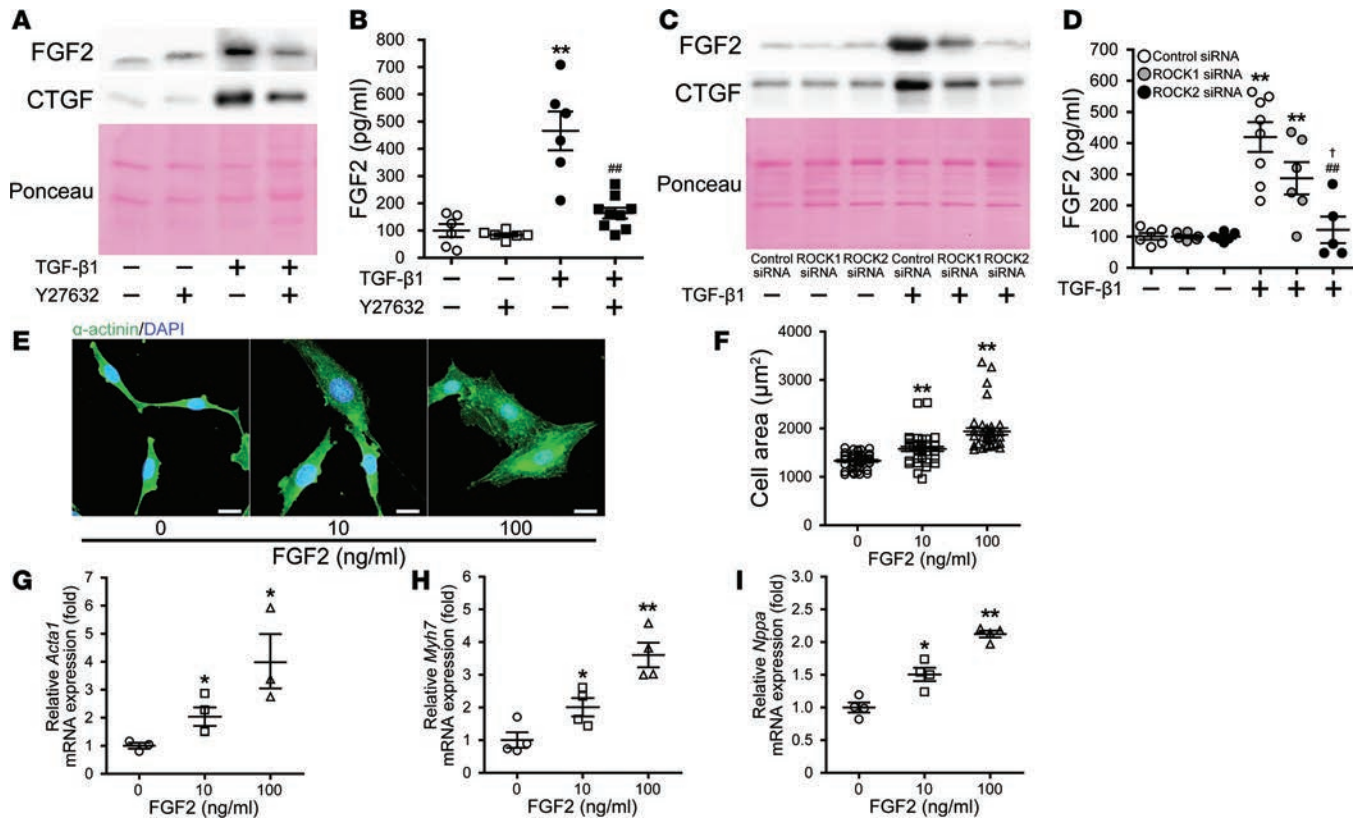 A
FGF2
CTGF
Ponceau
TGF-β1 − − + +
Y27632 − + − +
B
FGF2 (pg/ml)
800
700
600
500
400
300
200
100
0
**
##
TGF-β1 − − + +
Y27632 − + − +
C
FGF2
CTGF
Ponceau
Control ROCK1 ROCK2 Control ROCK1 ROCK2
siRNA siRNA siRNA siRNA siRNA siRNA
TGF-β1 − − − + + +
D
Control siRNA
ROCK1 siRNA
ROCK2 siRNA
FGF2 (pg/ml)
700
600
500
400
300
200
100
0
**
**
†
##
TGF-β1 − − − + + +
E
α-actinin/DAPI
0 10 100
FGF2 (ng/ml)
F
Cell area (µm²)
4000
3000
2000
1000
0
**
**
0 10 100
FGF2 (ng/ml)
G
Relative Acta1
mRNA expression (fold)
7
6
5
4
3
2
1
0
*
*
0 10 100
FGF2 (ng/ml)
H
Relative Myh7
mRNA expression (fold)
6
5
4
3
2
1
0
*
**
0 10 100
FGF2 (ng/ml)
I
Relative Nppa
mRNA expression (fold)
3.0
2.5
2.0
1.5
1.0
0.5
0
*
**
0 10 100
FGF2 (ng/ml)